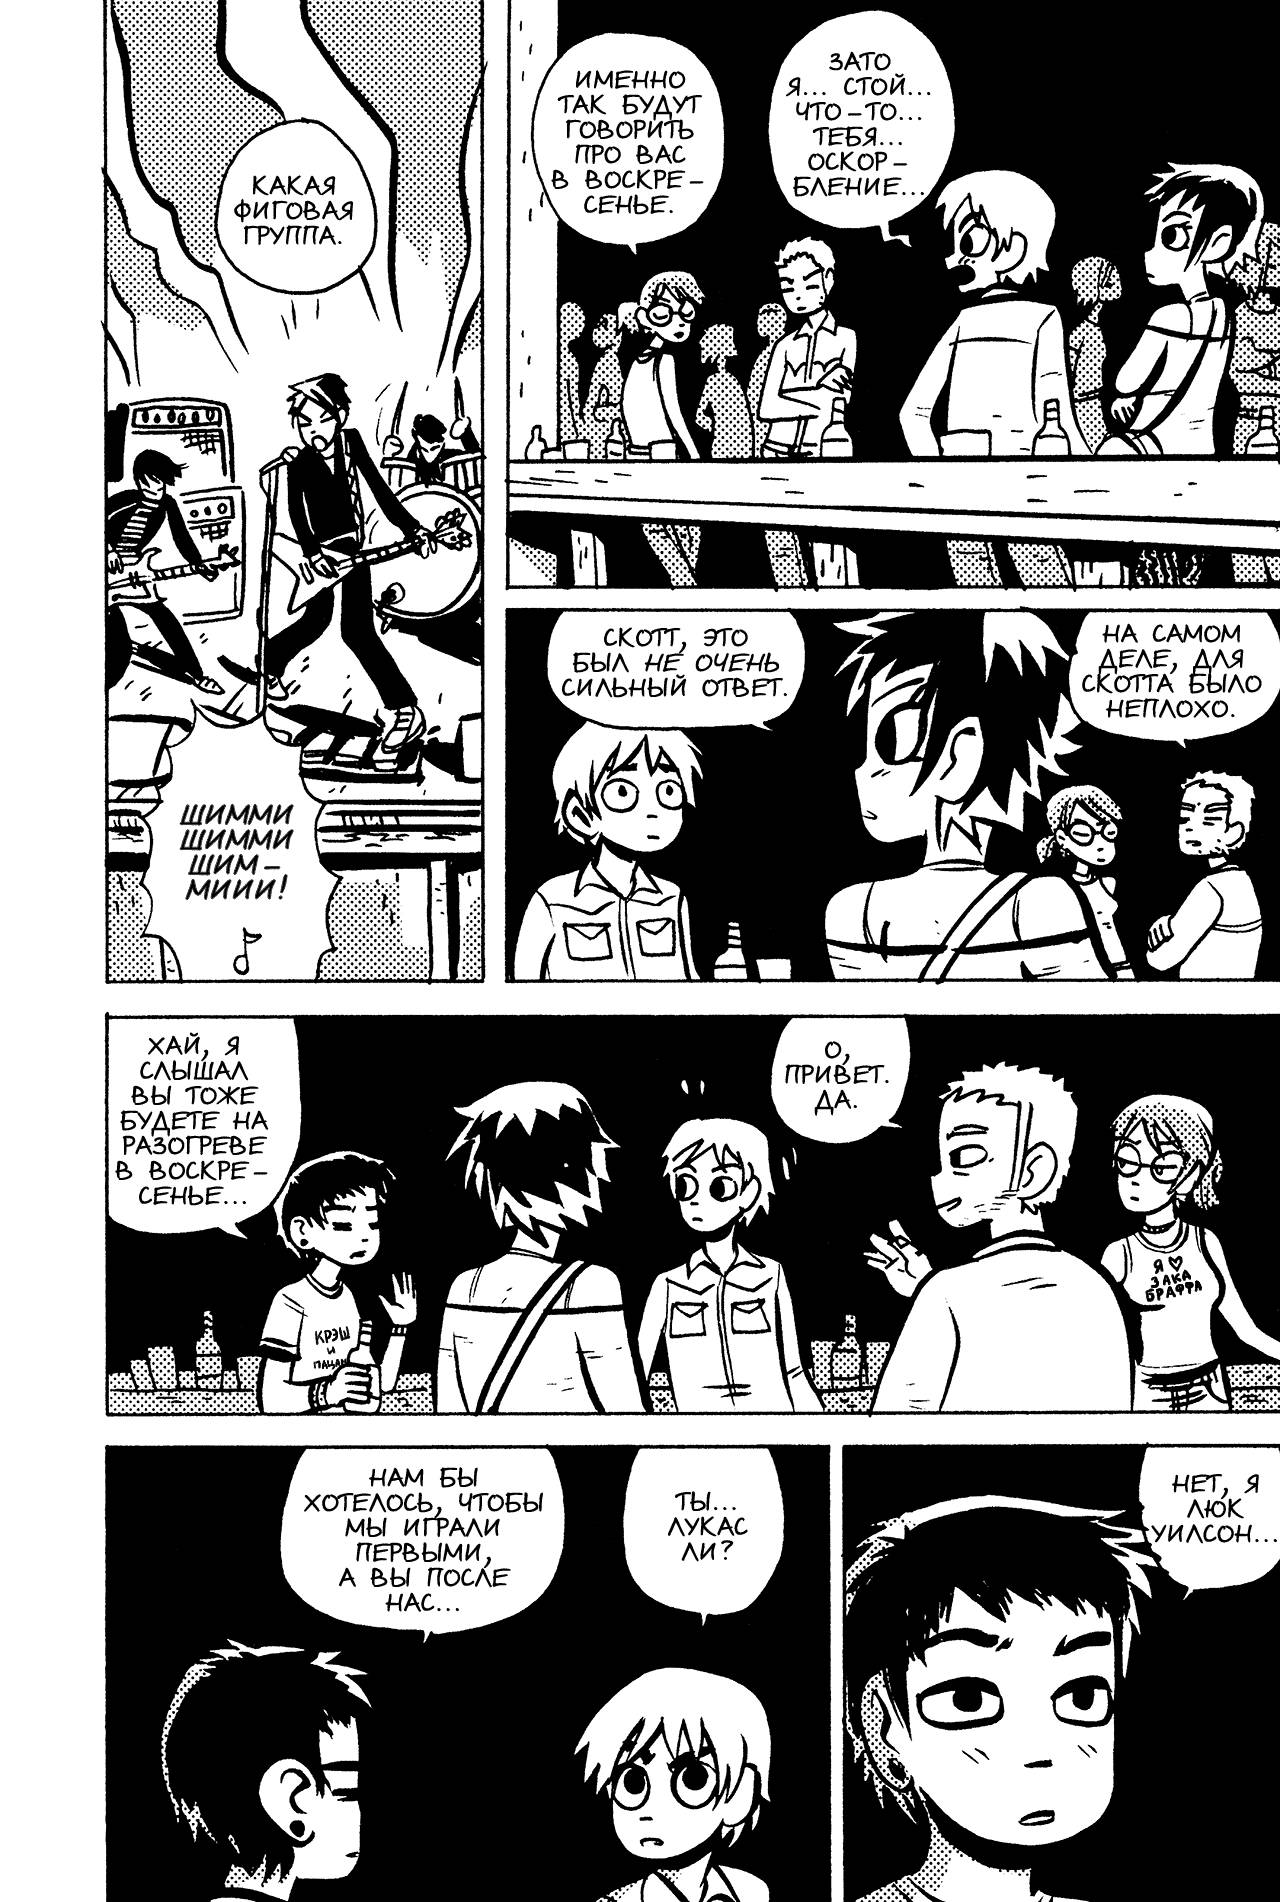 КАКАЯ
ФИГОВАЯ
ГРУППА.
ШИММИ
ШИММИ
ШИМ-
МИИИ!
ИМЕННО
ТАК БУДУТ
ГОВОРИТЬ
ПРО ВАС
В ВОСКРЕ-
СЕНЬЕ.
ЗАТО
Я... СТОЙ...
ЧТО-ТО...
ТЕБЯ...
ОСКОР-
БЛЕНИЕ...
СКОТТ, ЭТО
БЫЛ НЕ ОЧЕНЬ
СИЛЬНЫЙ ОТВЕТ.
НА САМОМ
ДЕЛЕ, ДЛЯ
СКОТТА БЫЛО
НЕПЛОХО.
ХАЙ, Я
СЛЫШАЛ
ВЫ ТОЖЕ
БУДЕТЕ НА
РАЗОГРЕВЕ
В ВОСКРЕ-
СЕНЬЕ...
О,
ПРИВЕТ.
ДА.
КРЭШ
И
ПАЦАН
Я ♡
ЗАКА
БРАФФА
НАМ БЫ
ХОТЕЛОСЬ, ЧТОБЫ
МЫ ИГРАЛИ
ПЕРВЫМИ,
А ВЫ ПОСЛЕ
НАС...
ТЫ...
ЛУКАС
ЛИ?
НЕТ, Я
ЛЮК
УИЛСОН...